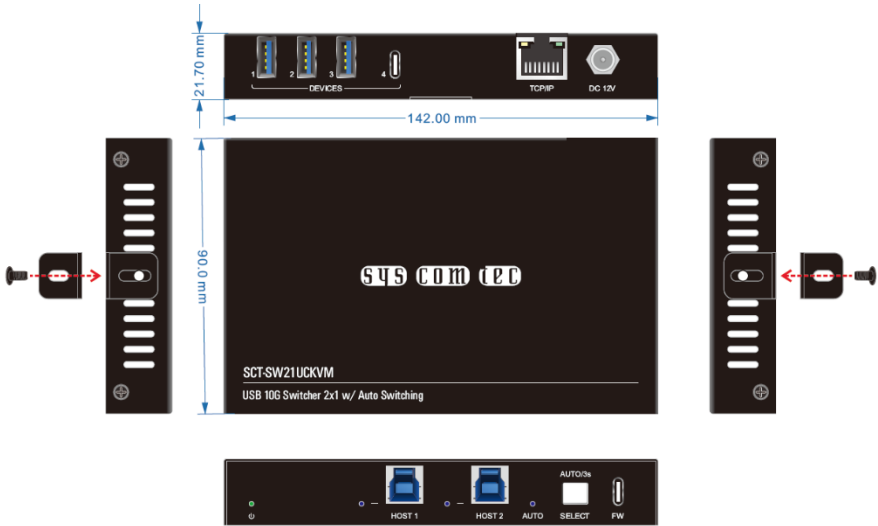 21.70 mm
1 2 3 4
DEVICES
TCP/IP
DC 12V
142.00 mm
90.0 mm
sys com tec
SCT-SW21UCKVM
USB 10G Switcher 2x1 w/ Auto Switching
AUTO/3s
HOST 1
HOST 2
AUTO
SELECT
FW